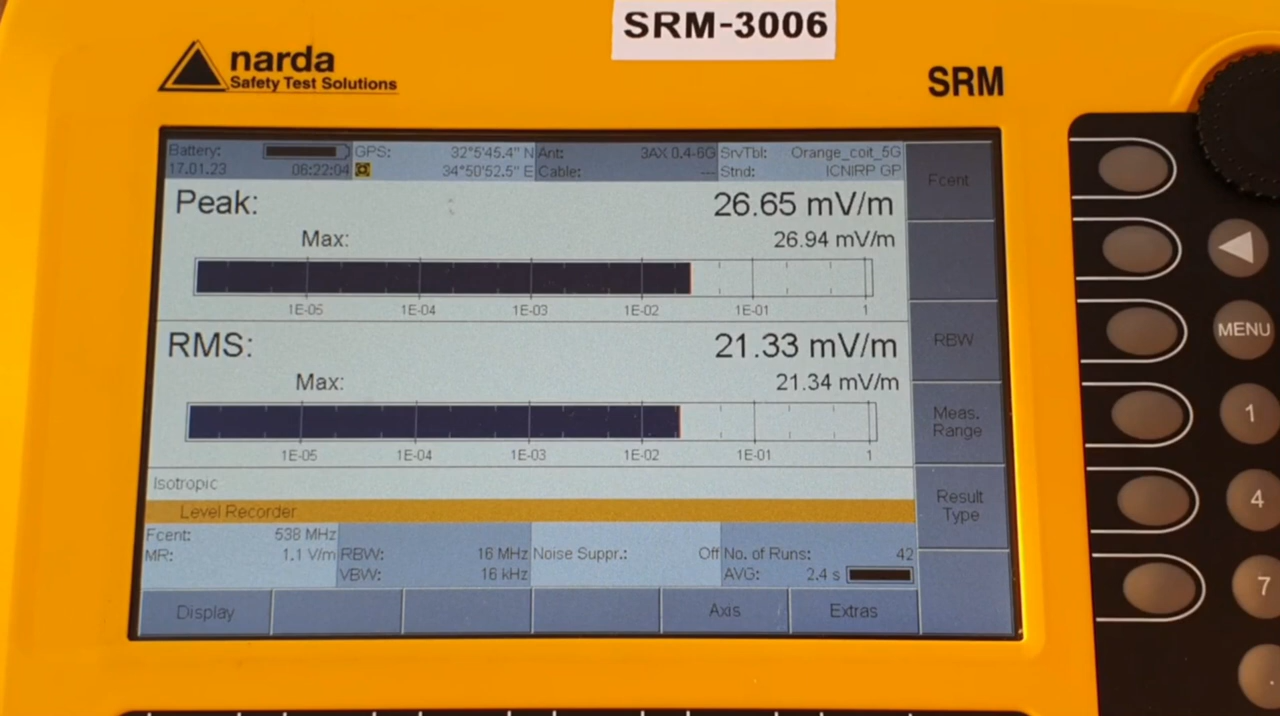 SRM-3006
narda
Safety Test Solutions
SRM
Battery: GPS: 32°5'45.4" N Ant: 3AX 0.4-6G SrvTbl: Orange_coit_5G
17.01.23 06:22:04 34°50'52.5" E Cable: --- Stnd: ICNIRP GP
Fcent
Peak: 26.65 mV/m
Max: 26.94 mV/m
1E-05 1E-04 1E-03 1E-02 1E-01 1
RMS: 21.33 mV/m
RBW
Max: 21.34 mV/m
1E-05 1E-04 1E-03 1E-02 1E-01 1
Meas.
Range
Isotropic
Level Recorder
Result
Type
Fcent: 538 MHz
MR: 1.1 V/m RBW: 16 MHz Noise Suppr.: Off No. of Runs: 42
VBW: 16 kHz AVG: 2.4 s
Display Axis Extras
MENU
1
4
7
.